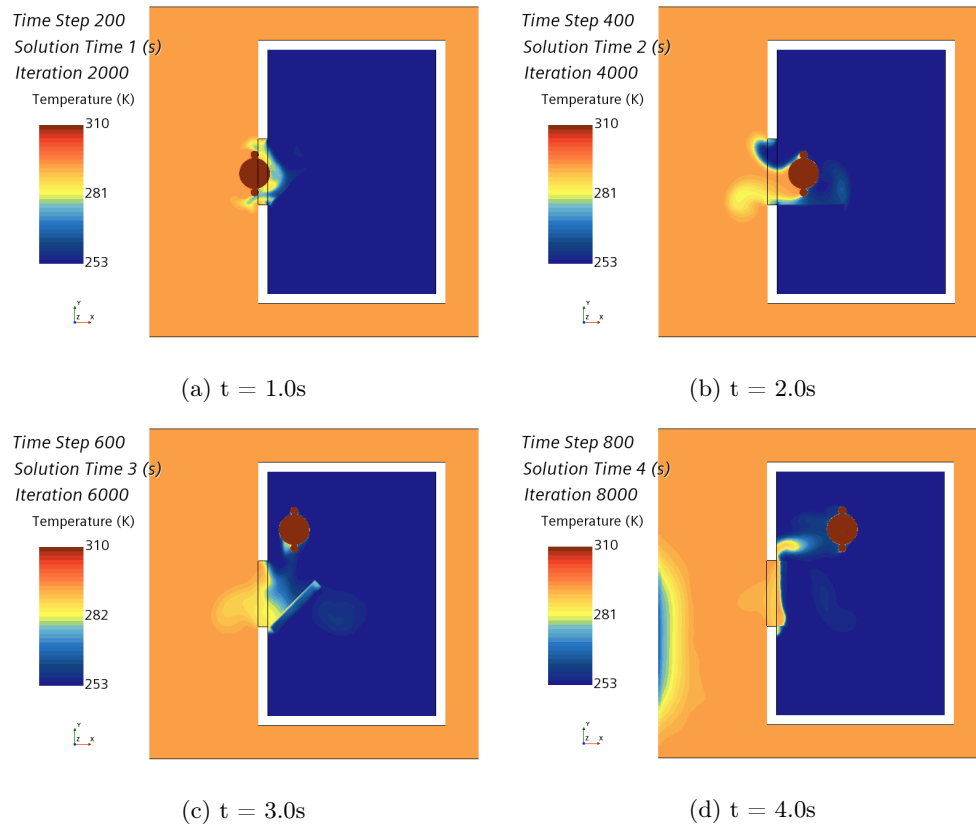 Time Step 200
Solution Time 1 (s)
Iteration 2000
Temperature (K)
310
281
253
Y
Z X
(a) t = 1.0s
Time Step 400
Solution Time 2 (s)
Iteration 4000
Temperature (K)
310
281
253
Y
Z X
(b) t = 2.0s
Time Step 600
Solution Time 3 (s)
Iteration 6000
Temperature (K)
310
282
253
Y
Z X
(c) t = 3.0s
Time Step 800
Solution Time 4 (s)
Iteration 8000
Temperature (K)
310
281
253
Y
Z X
(d) t = 4.0s